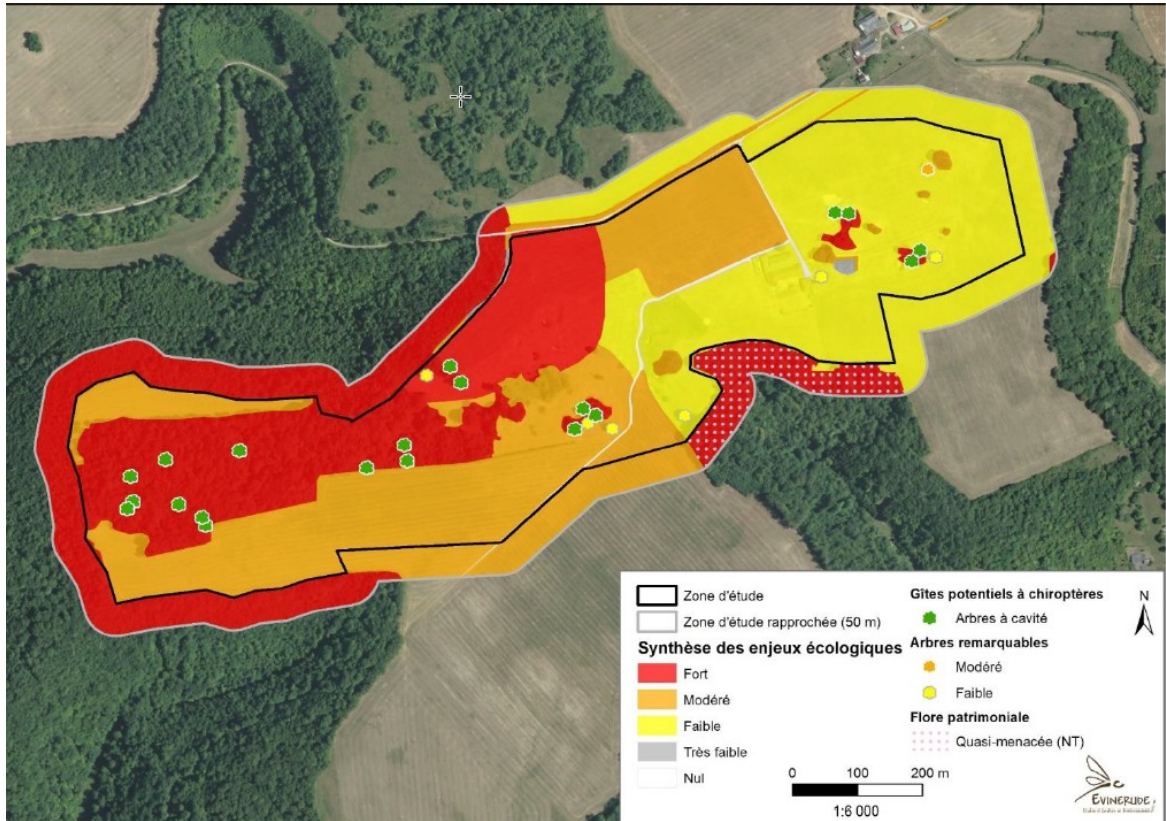 Zone d'étude
Zone d'étude rapprochée (50 m)
Synthèse des enjeux écologiques
Fort
Modéré
Faible
Très faible
Nul
Gîtes potentiels à chiroptères
Arbres à cavité
Arbres remarquables
Modéré
Faible
Flore patrimoniale
Quasi-menacée (NT)
N
0 100 200 m
1:6 000
EVINERUDE